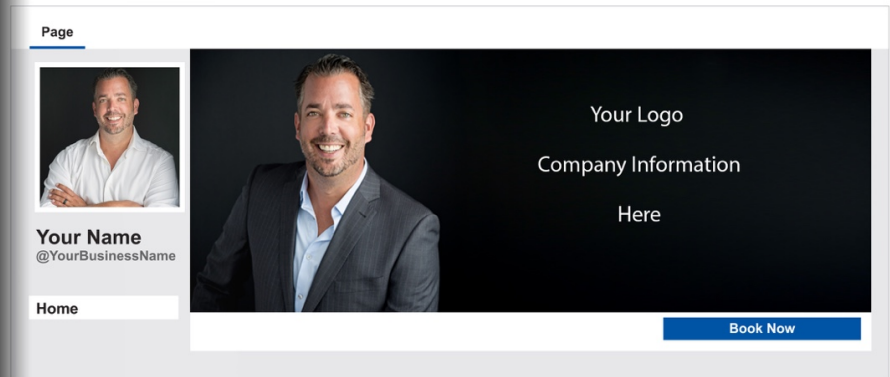 Page
Your Name
@YourBusinessName
Home
Your Logo
Company Information
Here
Book Now